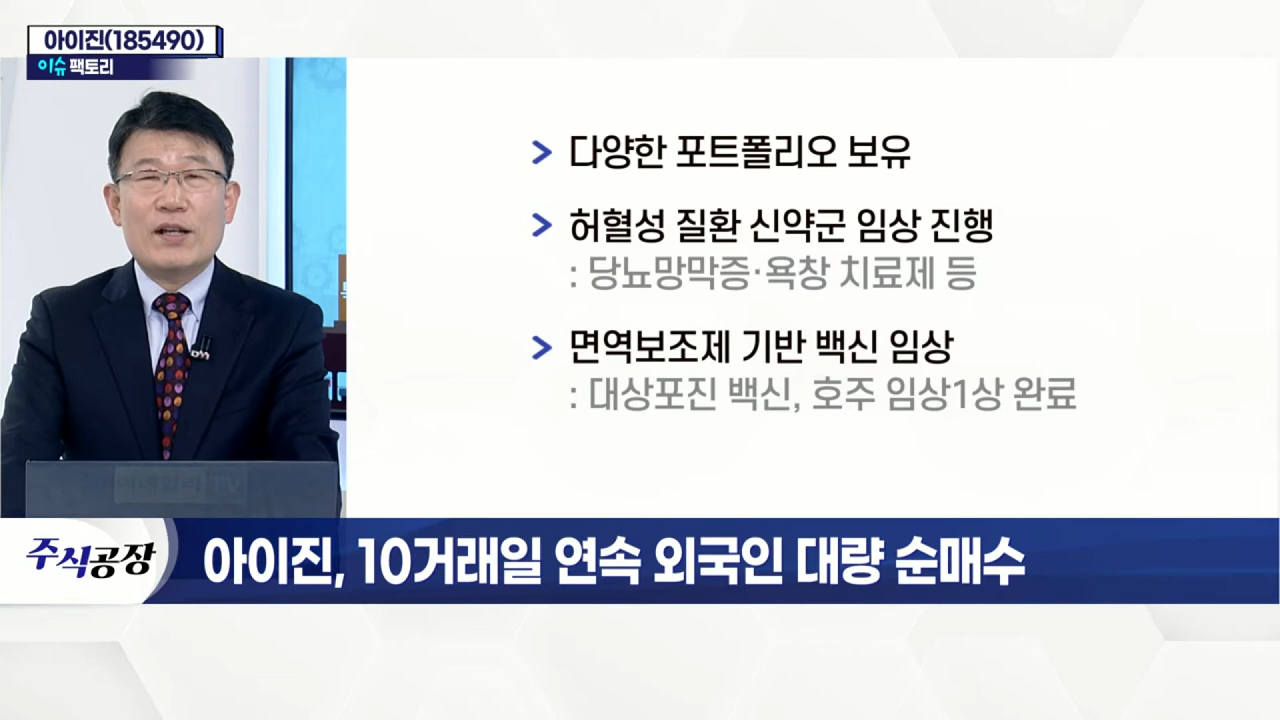 아이진(185490)
이슈 팩토리
> 다양한 포트폴리오 보유
> 허혈성 질환 신약군 임상 진행
: 당뇨망막증·욕창 치료제 등
> 면역보조제 기반 백신 임상
: 대상포진 백신, 호주 임상1상 완료
주식공장
아이진, 10거래일 연속 외국인 대량 순매수